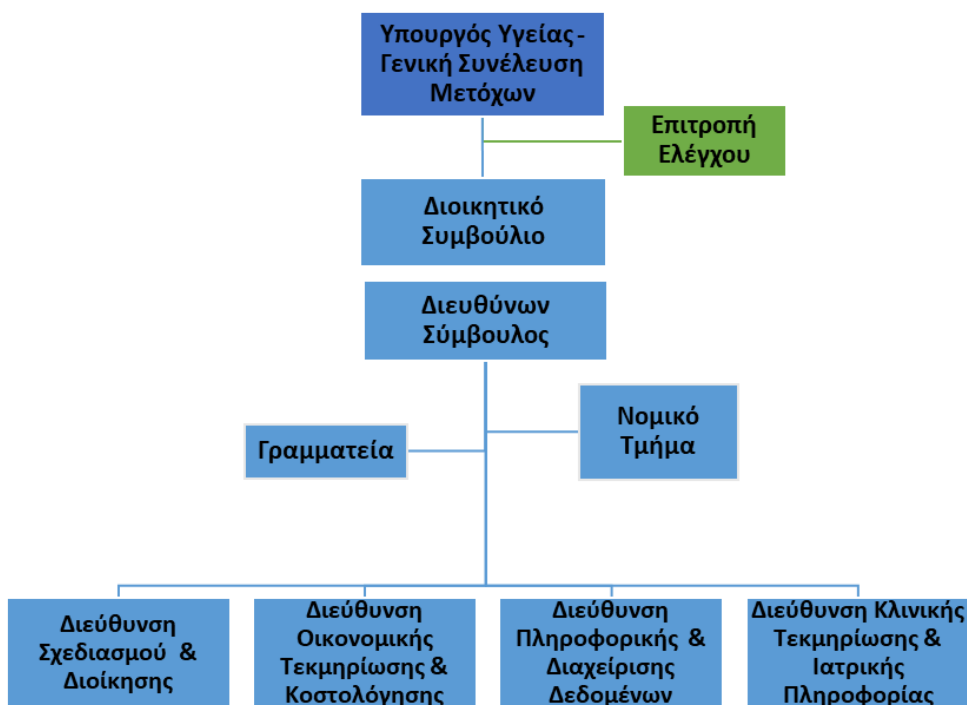 Υπουργός Υγείας -
Γενική Συνέλευση
Μετόχων
Επιτροπή
Ελέγχου
Διοικητικό
Συμβούλιο
Διευθύνων
Σύμβουλος
Νομικό
Τμήμα
Γραμματεία
Διεύθυνση
Σχεδιασμού &
Διοίκησης
Διεύθυνση
Οικονομικής
Τεκμηρίωσης &
Κοστολόγησης
Διεύθυνση
Πληροφορικής &
Διαχείρισης
Δεδομένων
Διεύθυνση Κλινικής
Τεκμηρίωσης &
Ιατρικής
Πληροφορίας